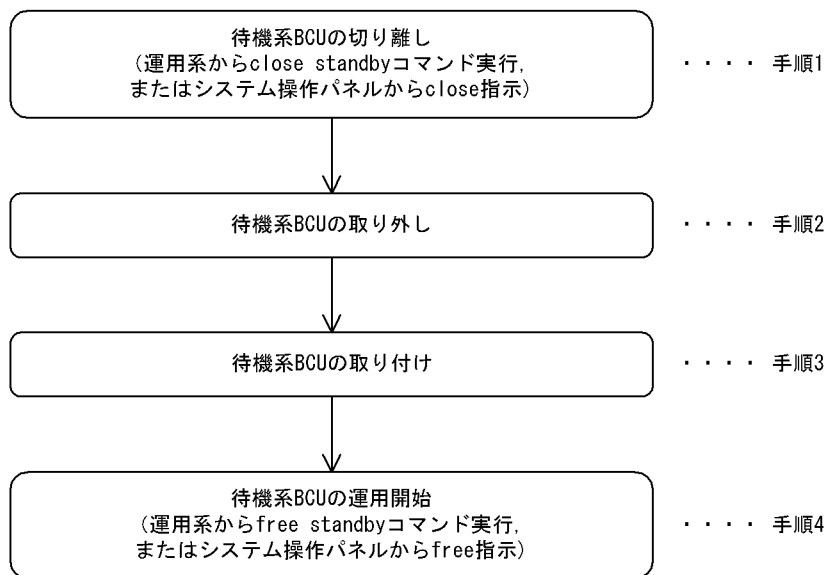 待機系BCUの切り離し
(運用系からclose standbyコマンド実行,
またはシステム操作パネルからclose指示)
・・・・ 手順1
待機系BCUの取り外し
・・・・ 手順2
待機系BCUの取り付け
・・・・ 手順3
待機系BCUの運用開始
(運用系からfree standbyコマンド実行,
またはシステム操作パネルからfree指示)
・・・・ 手順4